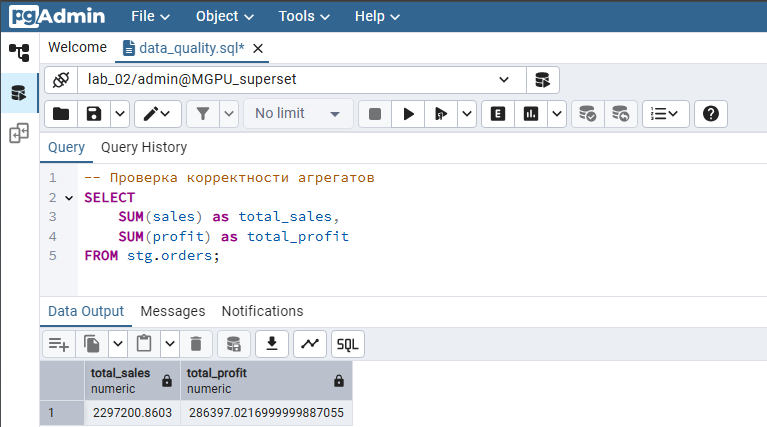 pgAdmin File Object Tools Help
Welcome data_quality.sql*
lab_02/admin@MGPU_superset
No limit E
Query Query History
1 -- Проверка корректности агрегатов
2 SELECT
3 SUM(sales) as total_sales,
4 SUM(profit) as total_profit
5 FROM stg.orders;
Data Output Messages Notifications
SQL
total_sales total_profit
numeric numeric
1 2297200.8603 286397.0216999999887055